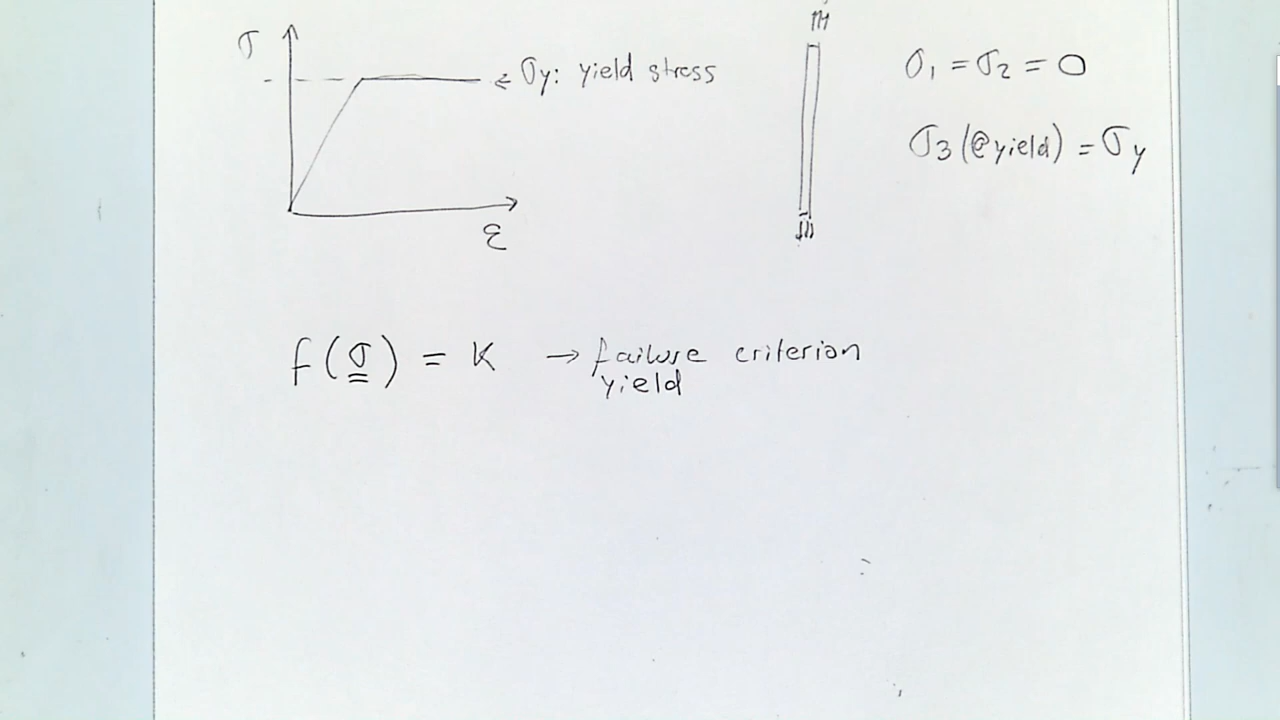 σ
← σy: yield stress
ε
σ1 = σ2 = 0
σ3 (@yield) = σy
f(σ) = K → failure criterion
yield